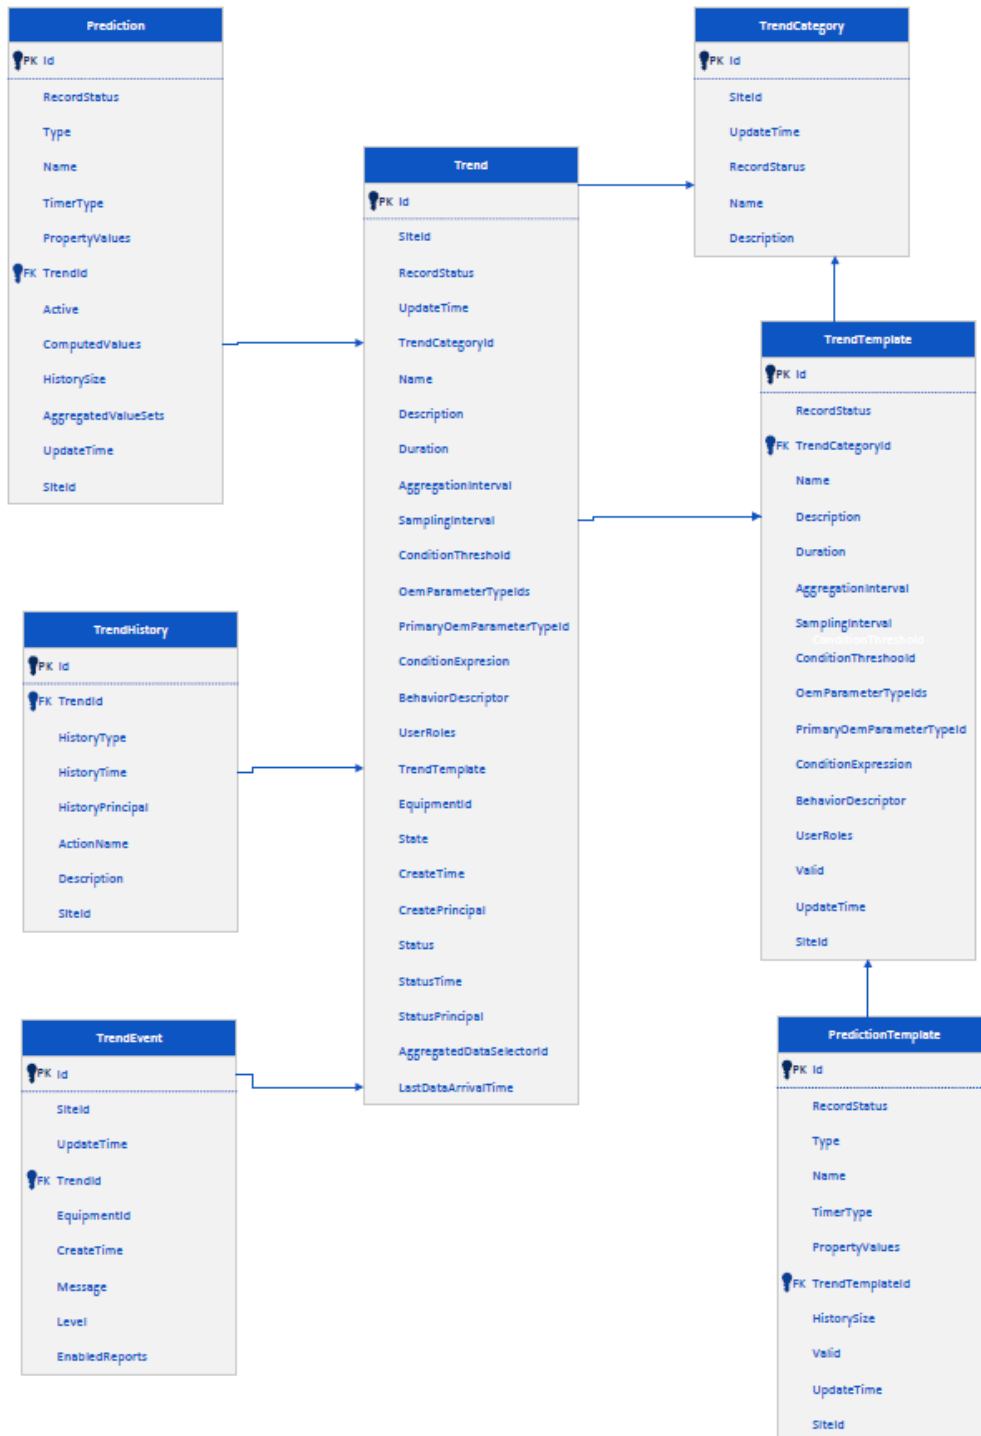 Prediction
PK Id
RecordStatus
Type
Name
TimerType
PropertyValues
FK TrendId
Active
ComputedValues
HistorySize
AggregatedValueSets
UpdateTime
SiteId
TrendCategory
PK Id
SiteId
UpdateTime
RecordStarus
Name
Description
Trend
PK Id
SiteId
RecordStatus
UpdateTime
TrendCategoryId
Name
Description
Duration
AggregationInterval
SamplingInterval
ConditionThreshold
OemParameterTypeIds
PrimaryOemParameterTypeId
ConditionExpresion
BehaviorDescriptor
UserRoles
TrendTemplate
EquipmentId
State
CreateTime
CreatePrincipal
Status
StatusTime
StatusPrincipal
AggregatedDataSelectorId
LastDataArrivalTime
TrendTemplate
PK Id
RecordStatus
FK TrendCategoryId
Name
Description
Duration
AggregationInterval
SamplingInterval
ConditionThreshold
ConditionThreshoold
OemParameterTypeIds
PrimaryOemParameterTypeId
ConditionExpression
BehaviorDescriptor
UserRoles
Valid
UpdateTime
SiteId
TrendHistory
PK Id
FK TrendId
HistoryType
HistoryTime
HistoryPrincipal
ActionName
Description
SiteId
TrendEvent
PK Id
SiteId
UpdateTime
FK TrendId
EquipmentId
CreateTime
Message
Level
EnabledReports
PredictionTemplate
PK Id
RecordStatus
Type
Name
TimerType
PropertyValues
FK TrendTemplateId
HistorySize
Valid
UpdateTime
SiteId